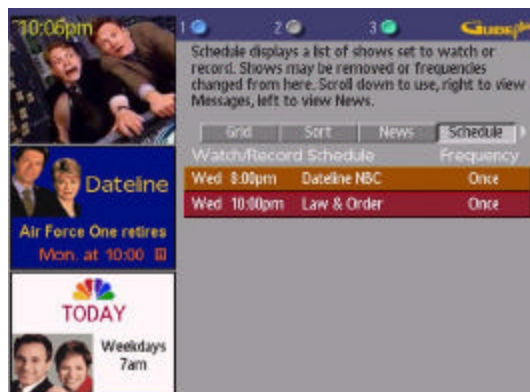 10:06pm
1 2 3 GUIDE Plus
Schedule displays a list of shows set to watch or
record. Shows may be removed or frequencies
changed from here. Scroll down to use, right to view
Messages, left to view News.
Grid Sort News Schedule
Watch/Record Schedule Frequency
Wed 8:00pm Dateline NBC Once
Wed 10:00pm Law & Order Once
Dateline
Air Force One retires
Mon. at 10:00
TODAY
Weekdays
7am